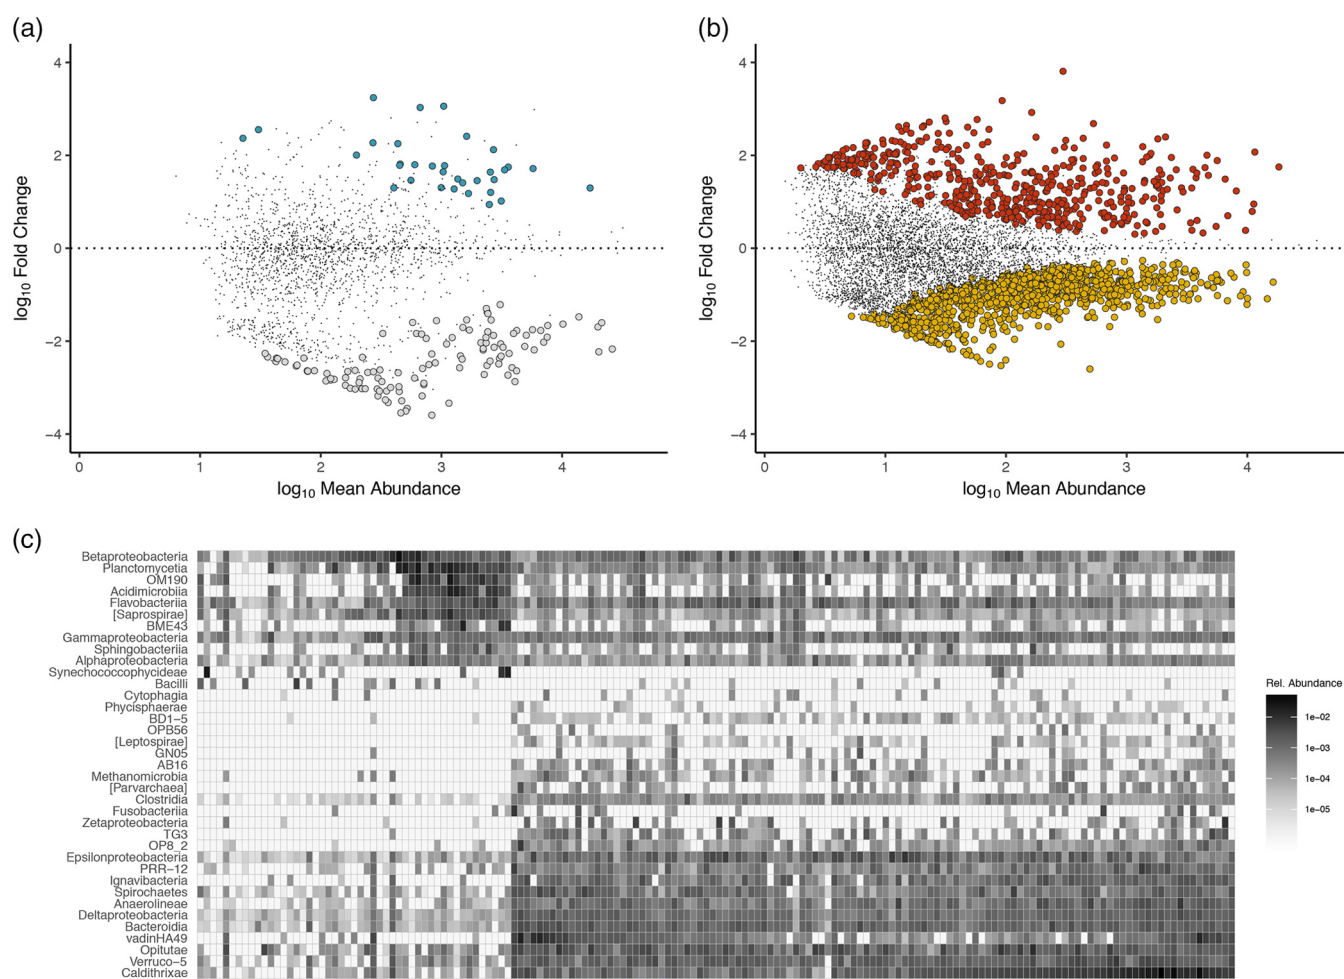 (a)
(b)
4
2
0
−2
−4
log10 Fold Change
0
1
2
3
4
log10 Mean Abundance
4
2
0
−2
−4
log10 Fold Change
0
1
2
3
4
log10 Mean Abundance
(c)
Betaproteobacteria
Planctomycetia
OM190
Acidimicrobiia
Flavobacteriia
[Saprospirae]
BME43
Gammaproteobacteria
Sphingobacteriia
Alphaproteobacteria
Synechococcophycideae
Bacilli
Cytophagia
Phycisphaerae
BD1−5
OPB56
[Leptospirae]
GN05
AB16
Methanomicrobia
[Parvarchaea]
Clostridia
Fusobacteriia
Zetaproteobacteria
TG3
OP8_2
Epsilonproteobacteria
PRR−12
Ignavibacteria
Spirochaetes
Anaerolineae
Deltaproteobacteria
Bacteroidia
vadinHA49
Opitutae
Verruco−5
Caldithrixae
Rel. Abundance
1e−02
1e−03
1e−04
1e−05